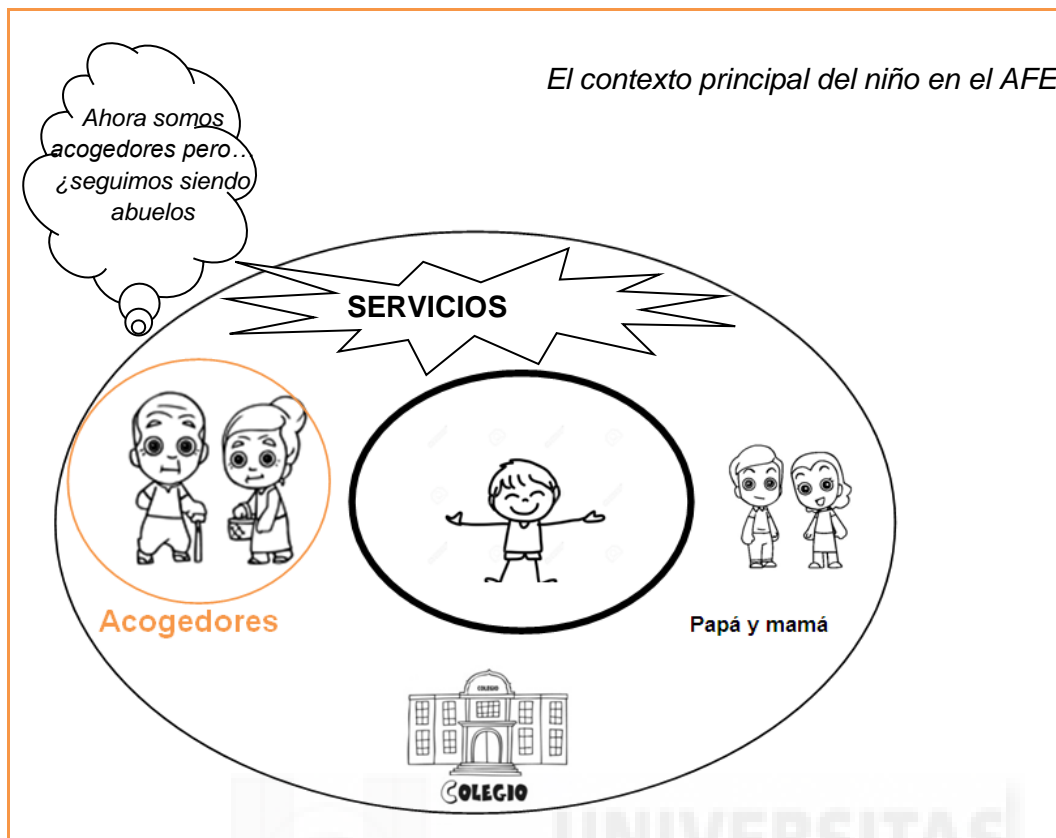 El contexto principal del niño en el AFE
Ahora somos
acogedores pero…
¿seguimos siendo
abuelos
SERVICIOS
Acogedores
Papá y mamá
COLEGIO
COLEGIO
UNIVERSITAS